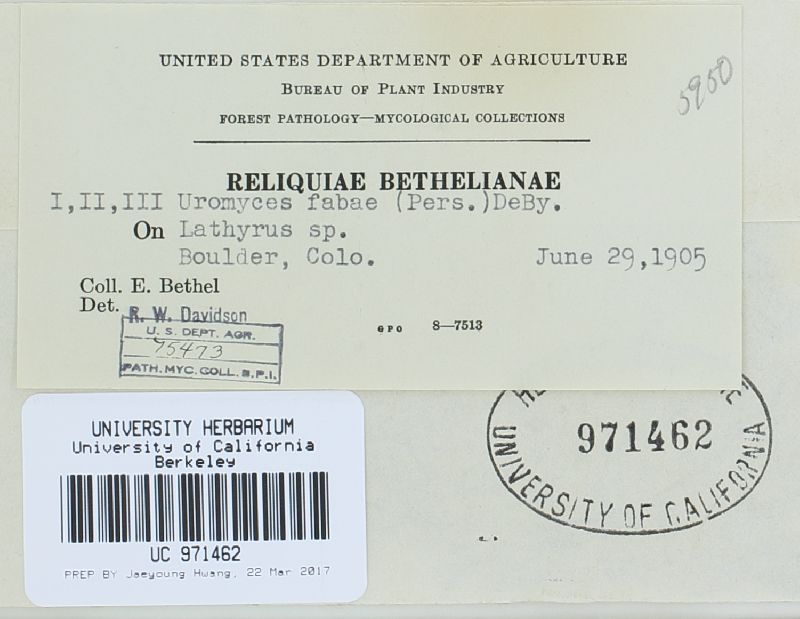 UNITED STATES DEPARTMENT OF AGRICULTURE
BUREAU OF PLANT INDUSTRY
FOREST PATHOLOGY—MYCOLOGICAL COLLECTIONS
5950
RELIQUIAE BETHELIANAE
I,II,III Uromyces fabae (Pers.)DeBy.
On Lathyrus sp.
Boulder, Colo. June 29,1905
Coll. E. Bethel
Det. R. W. Davidson
GPO 8—7513
U. S. DEPT. AGR.
75473
PATH. MYC. COLL. B.P.I.
971462
UNIVERSITY OF CALIFORNIA
UNIVERSITY HERBARIUM
University of California
Berkeley
UC 971462
PREP BY Jaeyoung Hwang, 22 Mar 2017